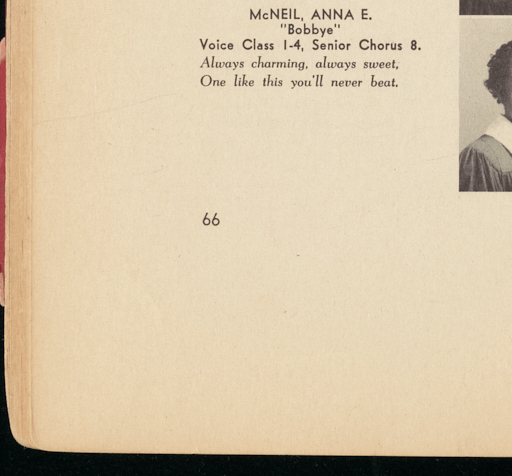 McNEIL, ANNA E.
"Bobbye"
Voice Class 1-4, Senior Chorus 8.
Always charming, always sweet,
One like this you'll never beat.
66